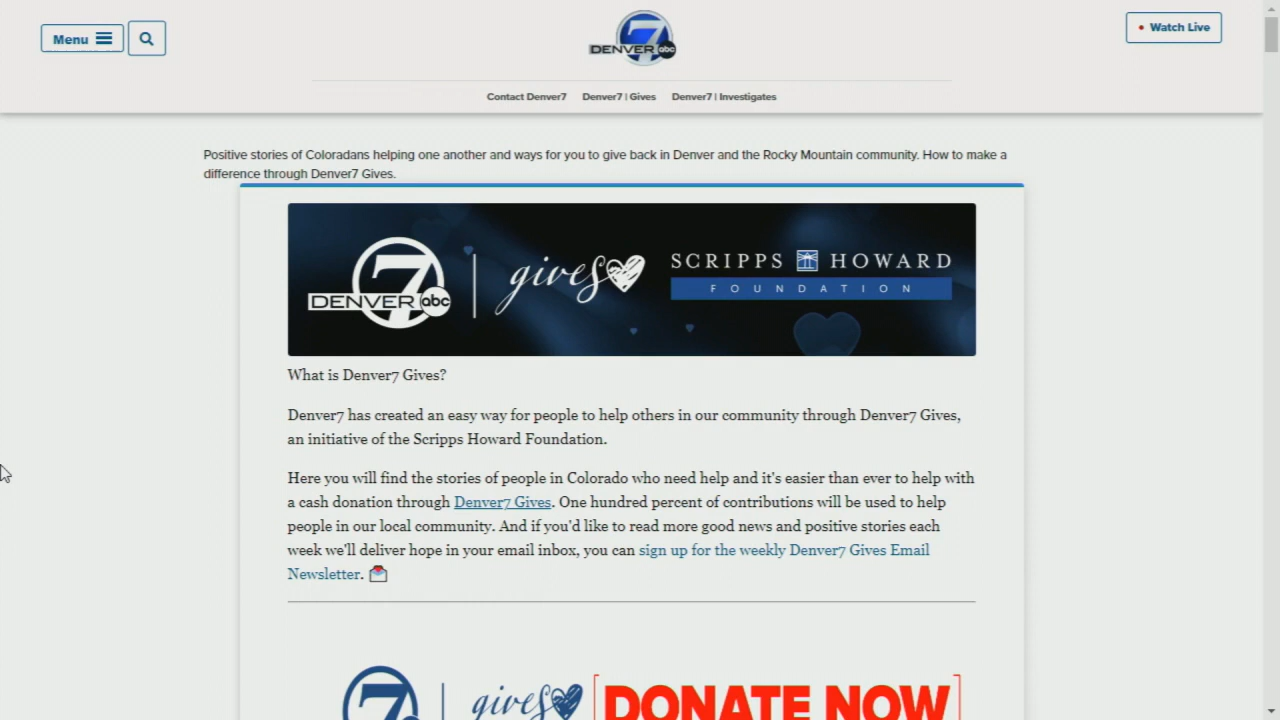 Menu
Watch Live
7
DENVER abc
Contact Denver7 Denver7 | Gives Denver7 | Investigates
Positive stories of Coloradans helping one another and ways for you to give back in Denver and the Rocky Mountain community. How to make a
difference through Denver7 Gives.
7
DENVER abc
gives
SCRIPPS HOWARD
FOUNDATION
What is Denver7 Gives?
Denver7 has created an easy way for people to help others in our community through Denver7 Gives,
an initiative of the Scripps Howard Foundation.
Here you will find the stories of people in Colorado who need help and it's easier than ever to help with
a cash donation through Denver7 Gives. One hundred percent of contributions will be used to help
people in our local community. And if you'd like to read more good news and positive stories each
week we'll deliver hope in your email inbox, you can sign up for the weekly Denver7 Gives Email
Newsletter.
7 gives DONATE NOW